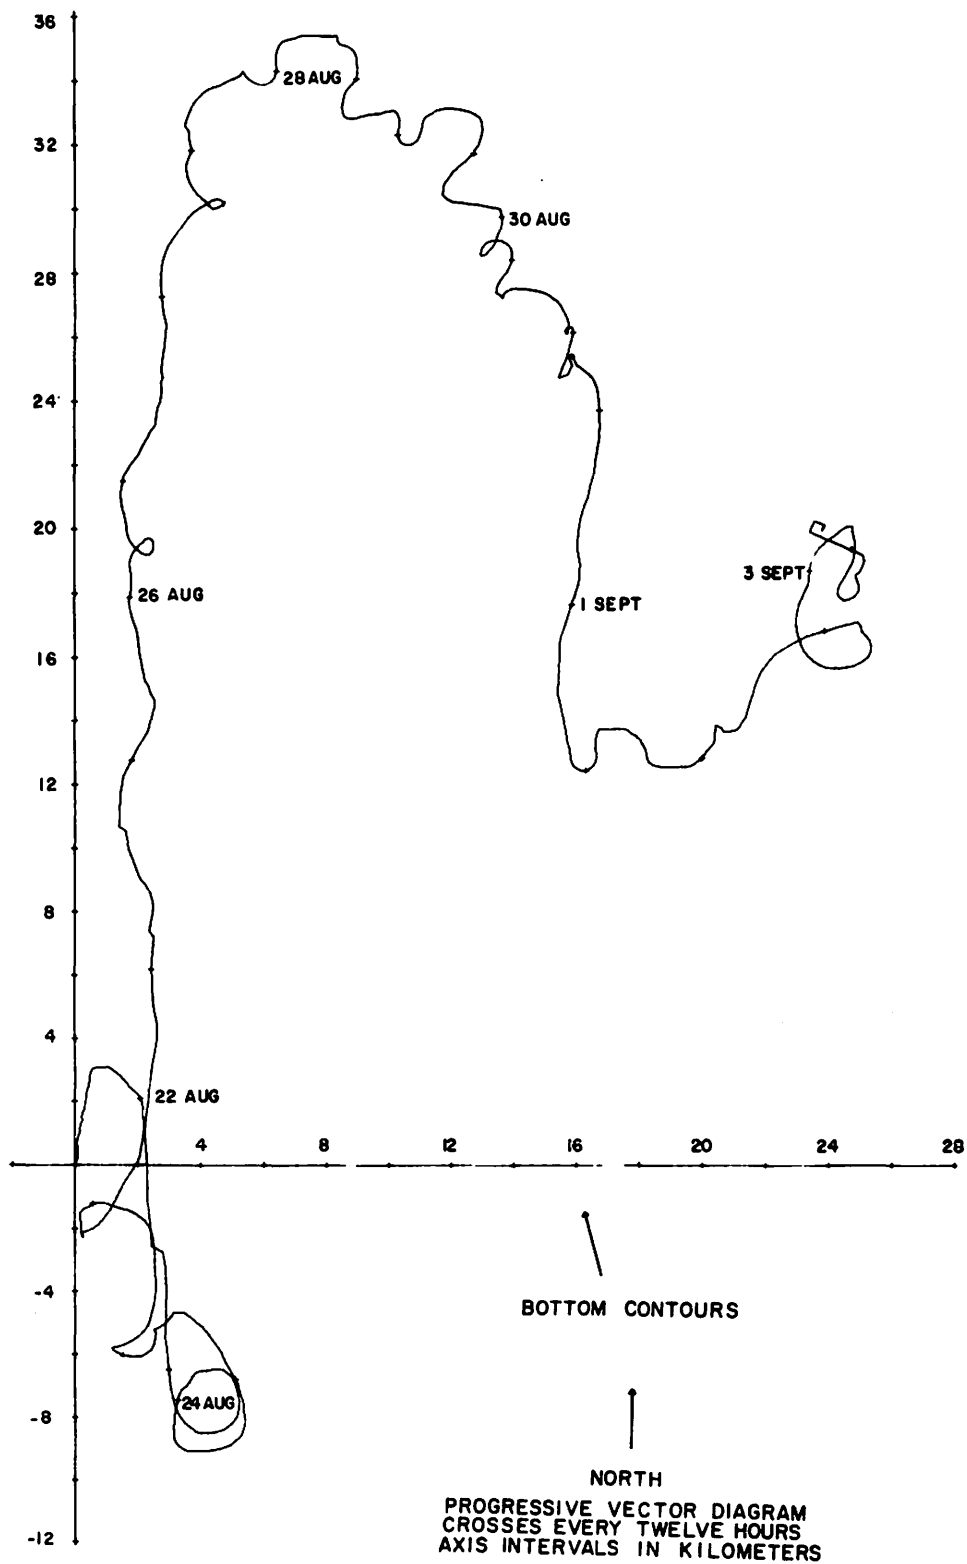 36
28 AUG
32
30 AUG
28
24
20
3 SEPT
26 AUG
1 SEPT
16
12
8
4
22 AUG
4 8 12 16 20 24 28
-4
BOTTOM CONTOURS
24 AUG
-8
NORTH
PROGRESSIVE VECTOR DIAGRAM
CROSSES EVERY TWELVE HOURS
-12
AXIS INTERVALS IN KILOMETERS